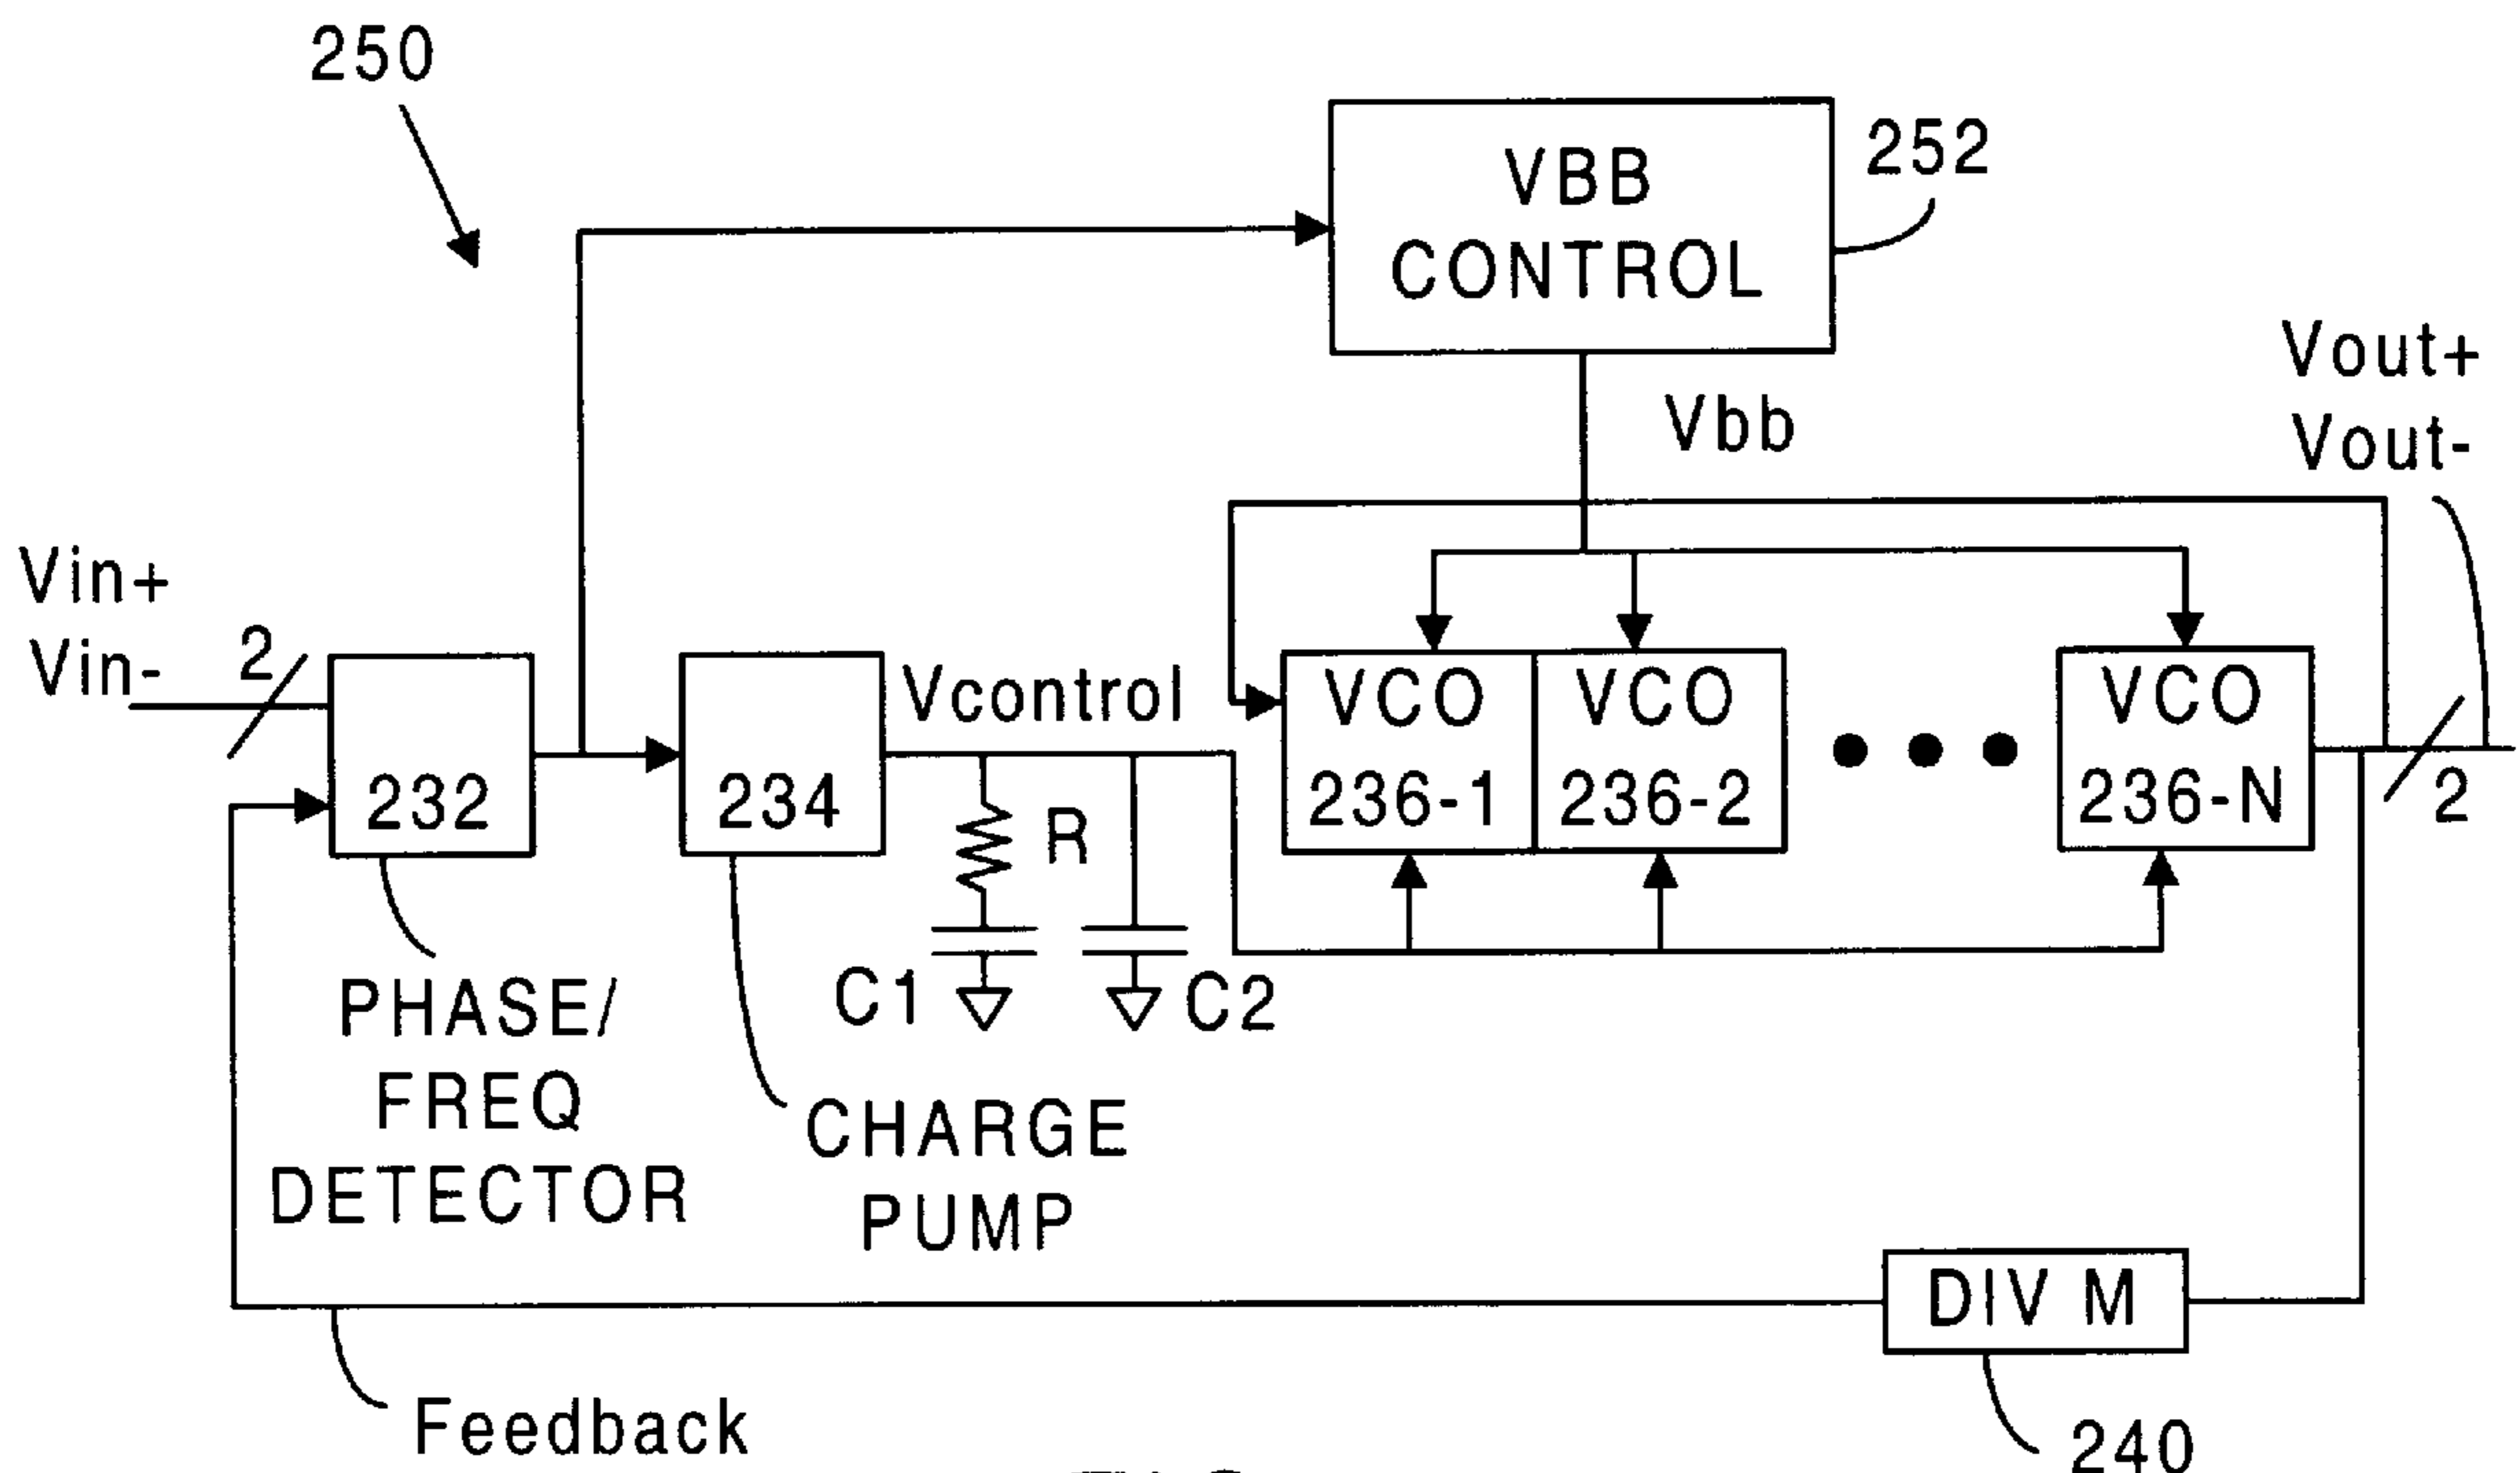 250
VBB
CONTROL
252
Vbb
Vout+
Vout-
Vin+
Vin-
2
232
234
Vcontrol
R
C1
C2
VCO
236-1
VCO
236-2
VCO
236-N
2
PHASE/
FREQ
DETECTOR
CHARGE
PUMP
DIV M
240
Feedback